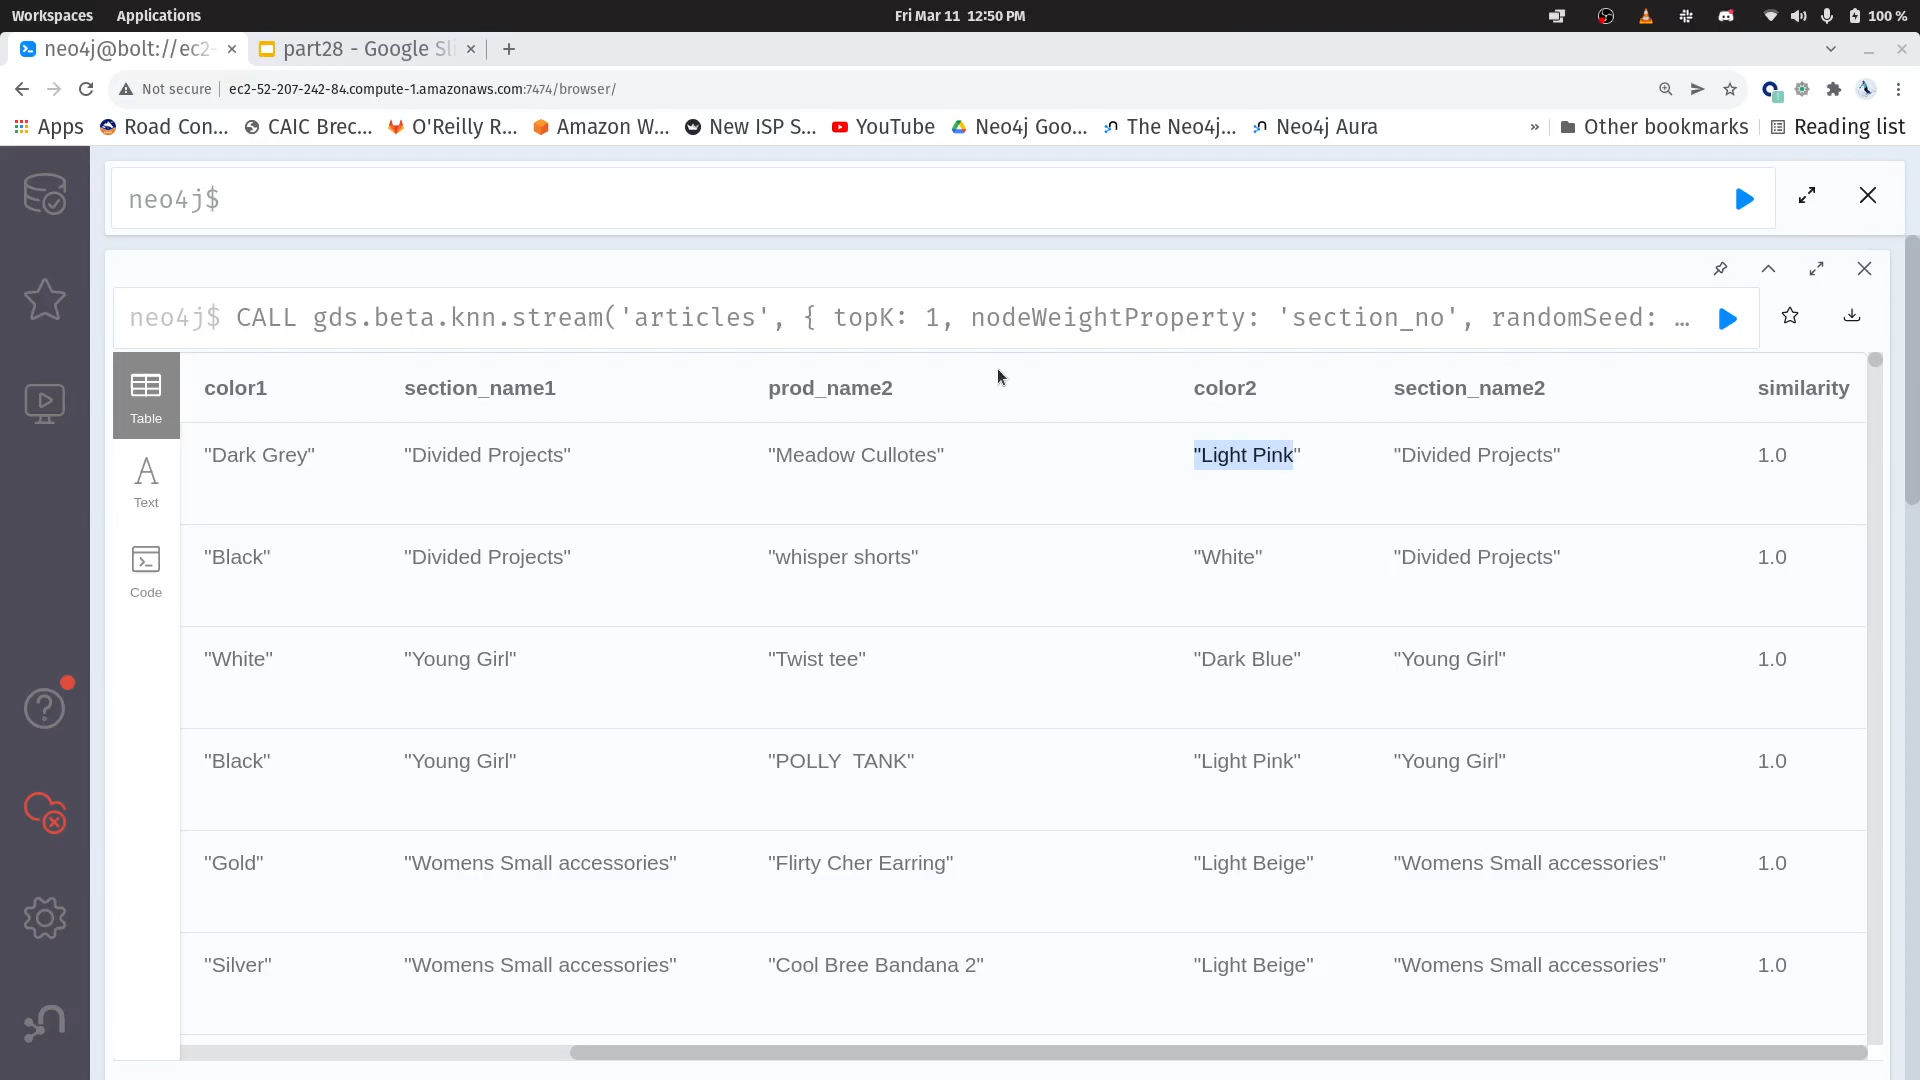 Workspaces Applications Fri Mar 11 12:50 PM 100 %
neo4j@bolt://ec2- part28 - Google Sli
Not secure ec2-52-207-242-84.compute-1.amazonaws.com:7474/browser/
Apps Road Con... CAIC Brec... O'Reilly R... Amazon W... New ISP S... YouTube Neo4j Goo... The Neo4j... Neo4j Aura » Other bookmarks Reading list
neo4j$
neo4j$ CALL gds.beta.knn.stream('articles', { topK: 1, nodeWeightProperty: 'section_no', randomSeed: …
Table
Text
Code
color1 section_name1 prod_name2 color2 section_name2 similarity
"Dark Grey" "Divided Projects" "Meadow Cullotes" "Light Pink" "Divided Projects" 1.0
"Black" "Divided Projects" "whisper shorts" "White" "Divided Projects" 1.0
"White" "Young Girl" "Twist tee" "Dark Blue" "Young Girl" 1.0
"Black" "Young Girl" "POLLY  TANK" "Light Pink" "Young Girl" 1.0
"Gold" "Womens Small accessories" "Flirty Cher Earring" "Light Beige" "Womens Small accessories" 1.0
"Silver" "Womens Small accessories" "Cool Bree Bandana 2" "Light Beige" "Womens Small accessories" 1.0